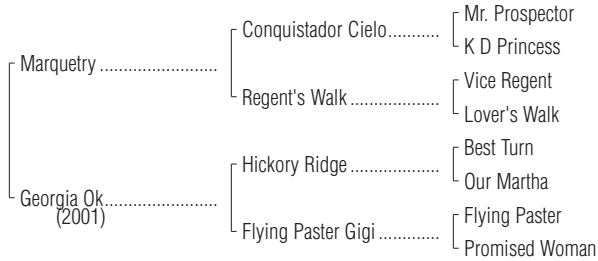 Mr. Prospector
Conquistador Cielo...........
K D Princess
Marquetry .........................
Vice Regent
Regent's Walk ...................
Lover's Walk
Best Turn
Hickory Ridge ...................
Our Martha
Georgia Ok........................
(2001)
Flying Paster
Flying Paster Gigi .............
Promised Woman